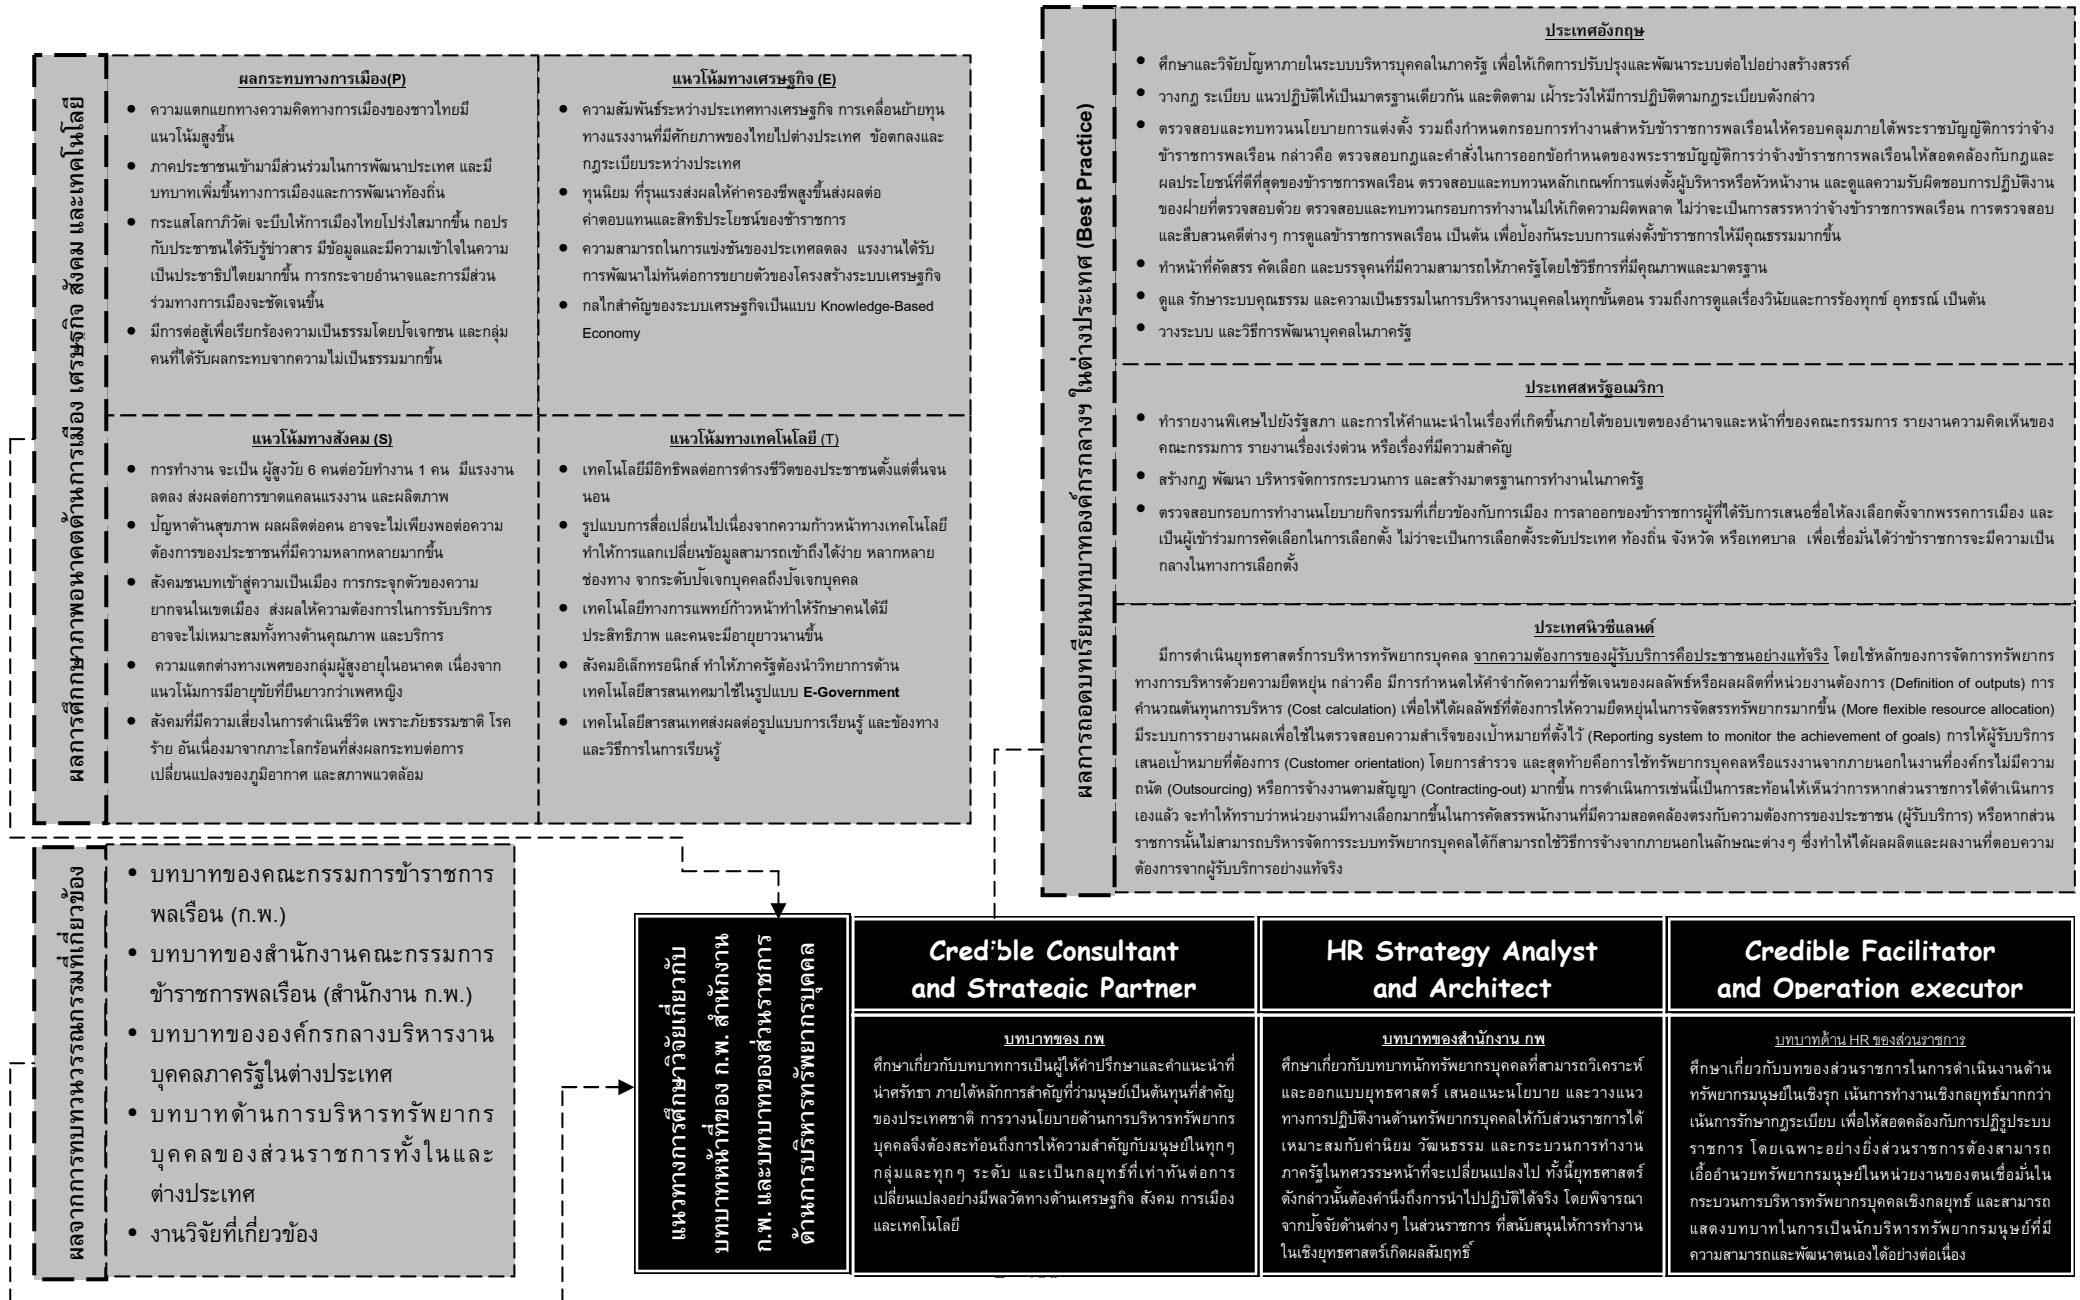 ผลการศึกษาภาพอนาคตด้านการเมือง เศรษฐกิจ สังคม และเทคโนโลยี
ผลกระทบทางการเมือง(P)
• ความแตกแยกทางความคิดทางการเมืองของชาวไทยมี
แนวโน้มสูงขึ้น
• ภาคประชาชนเข้ามามีส่วนร่วมในการพัฒนาประเทศ และมี
บทบาทเพิ่มขึ้นทางการเมืองและการพัฒนาท้องถิ่น
• กระแสโลกาภิวัตi จะบีบให้การเมืองไทยโปร่งใสมากขึ้น กอปร
กับประชาชนได้รับรู้ข่าวสาร มีข้อมูลและมีความเข้าใจในความ
เป็นประชาธิปไตยมากขึ้น การกระจายอำนาจและการมีส่วน
ร่วมทางการเมืองจะชัดเจนขึ้น
• มีการต่อสู้เพื่อเรียกร้องความเป็นธรรมโดยปัจเจกชน และกลุ่ม
คนที่ได้รับผลกระทบจากความไม่เป็นธรรมมากขึ้น
แนวโน้มทางเศรษฐกิจ (E)
• ความสัมพันธ์ระหว่างประเทศทางเศรษฐกิจ การเคลื่อนย้ายทุน
ทางแรงงานที่มีศักยภาพของไทยไปต่างประเทศ ข้อตกลงและ
กฎระเบียบระหว่างประเทศ
• ทุนนิยม ที่รุนแรงส่งผลให้ค่าครองชีพสูงขึ้นส่งผลต่อ
ค่าตอบแทนและสิทธิประโยชน์ของข้าราชการ
• ความสามารถในการแข่งขันของประเทศลดลง แรงงานได้รับ
การพัฒนาไม่ทันต่อการขยายตัวของโครงสร้างระบบเศรษฐกิจ
• กลไกสำคัญของระบบเศรษฐกิจเป็นแบบ Knowledge-Based
Economy
แนวโน้มทางสังคม (S)
• การทำงาน จะเป็น ผู้สูงวัย 6 คนต่อวัยทำงาน 1 คน มีแรงงาน
ลดลง ส่งผลต่อการขาดแคลนแรงงาน และผลิตภาพ
• ปัญหาด้านสุขภาพ ผลผลิตต่อคน อาจจะไม่เพียงพอต่อความ
ต้องการของประชาชนที่มีความหลากหลายมากขึ้น
• สังคมชนบทเข้าสู่ความเป็นเมือง การกระจุกตัวของความ
ยากจนในเขตเมือง ส่งผลให้ความต้องการในการรับบริการ
อาจจะไม่เหมาะสมทั้งทางด้านคุณภาพ และบริการ
• ความแตกต่างทางเพศของกลุ่มผู้สูงอายุในอนาคต เนื่องจาก
แนวโน้มการมีอายุขัยที่ยืนยาวกว่าเพศหญิง
• สังคมที่มีความเสี่ยงในการดำเนินชีวิต เพราะภัยธรรมชาติ โรค
ร้าย อันเนื่องมาจากภาะโลกร้อนที่ส่งผลกระทบต่อการ
เปลี่ยนแปลงของภูมิอากาศ และสภาพแวดล้อม
แนวโน้มทางเทคโนโลยี (T)
• เทคโนโลยีมีอิทธิพลต่อการดำรงชีวิตของประชาชนตั้งแต่ตื่นจน
นอน
• รูปแบบการสื่อเปลี่ยนไปเนื่องจากความก้าวหน้าทางเทคโนโลยี
ทำให้การแลกเปลี่ยนข้อมูลสามารถเข้าถึงได้ง่าย หลากหลาย
ช่องทาง จากระดับปัจเจกบุคคลถึงปัจเจกบุคคล
• เทคโนโลยีทางการแพทย์ก้าวหน้าทำให้รักษาคนได้มี
ประสิทธิภาพ และคนจะมีอายุยาวนานขึ้น
• สังคมอิเล็กทรอนิกส์ ทำให้ภาครัฐต้องนำวิทยาการด้าน
เทคโนโลยีสารสนเทศมาใช้ในรูปแบบ E-Government
• เทคโนโลยีสารสนเทศส่งผลต่อรูปแบบการเรียนรู้ และข้องทาง
และวิธีการในการเรียนรู้
ผลการถอดบทเรียนบทบาทองค์กรกลางฯ ในต่างประเทศ (Best Practice)
ประเทศอังกฤษ
• ศึกษาและวิจัยปัญหาภายในระบบบริหารบุคคลในภาครัฐ เพื่อให้เกิดการปรับปรุงและพัฒนาระบบต่อไปอย่างสร้างสรรค์
• วางกฎ ระเบียบ แนวปฏิบัติให้เป็นมาตรฐานเดียวกัน และติดตาม เฝ้าระวังให้มีการปฏิบัติตามกฎระเบียบดังกล่าว
• ตรวจสอบและทบทวนนโยบายการแต่งตั้ง รวมถึงกำหนดกรอบการทำงานสำหรับข้าราชการพลเรือนให้ครอบคลุมภายใต้พระราชบัญญัติการว่าจ้าง
ข้าราชการพลเรือน กล่าวคือ ตรวจสอบกฎและคำสั่งในการออกข้อกำหนดของพระราชบัญญัติการว่าจ้างข้าราชการพลเรือนให้สอดคล้องกับกฎและ
ผลประโยชน์ที่ดีที่สุดของข้าราชการพลเรือน ตรวจสอบและทบทวนหลักเกณฑ์การแต่งตั้งผู้บริหารหรือหัวหน้างาน และดูแลความรับผิดชอบการปฏิบัติงาน
ของฝ่ายที่ตรวจสอบด้วย ตรวจสอบและทบทวนกรอบการทำงานไม่ให้เกิดความผิดพลาด ไม่ว่าจะเป็นการสรรหาว่าจ้างข้าราชการพลเรือน การตรวจสอบ
และสืบสวนคดีต่างๆ การดูแลข้าราชการพลเรือน เป็นต้น เพื่อป้องกันระบบการแต่งตั้งข้าราชการให้มีคุณธรรมมากขึ้น
• ทำหน้าที่คัดสรร คัดเลือก และบรรจุคนที่มีความสามารถให้ภาครัฐโดยใช้วิธีการที่มีคุณภาพและมาตรฐาน
• ดูแล รักษาระบบคุณธรรม และความเป็นธรรมในการบริหารงานบุคคลในทุกขั้นตอน รวมถึงการดูแลเรื่องวินัยและการร้องทุกข์ อุทธรณ์ เป็นต้น
• วางระบบ และวิธีการพัฒนาบุคคลในภาครัฐ
ประเทศสหรัฐอเมริกา
• ทำรายงานพิเศษไปยังรัฐสภา และการให้คำแนะนำในเรื่องที่เกิดขึ้นภายใต้ขอบเขตของอำนาจและหน้าที่ของคณะกรรมการ รายงานความคิดเห็นของ
คณะกรรมการ รายงานเรื่องเร่งด่วน หรือเรื่องที่มีความสำคัญ
• สร้างกฎ พัฒนา บริหารจัดการกระบวนการ และสร้างมาตรฐานการทำงานในภาครัฐ
• ตรวจสอบกรอบการทำงานนโยบายกิจกรรมที่เกี่ยวข้องกับการเมือง การลาออกของข้าราชการผู้ที่ได้รับการเสนอชื่อให้ลงเลือกตั้งจากพรรคการเมือง และ
เป็นผู้เข้าร่วมการคัดเลือกในการเลือกตั้ง ไม่ว่าจะเป็นการเลือกตั้งระดับประเทศ ท้องถิ่น จังหวัด หรือเทศบาล เพื่อเชื่อมั่นได้ว่าข้าราชการจะมีความเป็น
กลางในทางการเลือกตั้ง
ประเทศนิวซีแลนด์
มีการดำเนินยุทธศาสตร์การบริหารทรัพยากรบุคคล จากความต้องการของผู้รับบริการคือประชาชนอย่างแท้จริง โดยใช้หลักของการจัดการทรัพยากร
ทางการบริหารด้วยความยืดหยุ่น กล่าวคือ มีการกำหนดให้คำจำกัดความที่ชัดเจนของผลลัพธ์หรือผลผลิตที่หน่วยงานต้องการ (Definition of outputs) การ
คำนวณต้นทุนการบริหาร (Cost calculation) เพื่อให้ได้ผลลัพธ์ที่ต้องการให้ความยืดหยุ่นในการจัดสรรทรัพยากรมากขึ้น (More flexible resource allocation)
มีระบบการรายงานผลเพื่อใช้ในตรวจสอบความสำเร็จของเป้าหมายที่ตั้งไว้ (Reporting system to monitor the achievement of goals) การให้ผู้รับบริการ
เสนอเป้าหมายที่ต้องการ (Customer orientation) โดยการสำรวจ และสุดท้ายคือการใช้ทรัพยากรบุคคลหรือแรงงานจากภายนอกในงานที่องค์กรไม่มีความ
ถนัด (Outsourcing) หรือการจ้างงานตามสัญญา (Contracting-out) มากขึ้น การดำเนินการเช่นนี้เป็นการสะท้อนให้เห็นว่าการหากส่วนราชการได้ดำเนินการ
เองแล้ว จะทำให้ทราบว่าหน่วยงานมีทางเลือกมากขึ้นในการคัดสรรพนักงานที่มีความสอดคล้องตรงกับความต้องการของประชาชน (ผู้รับบริการ) หรือหากส่วน
ราชการนั้นไม่สามารถบริหารจัดการระบบทรัพยากรบุคคลได้ก็สามารถใช้วิธีการจ้างจากภายนอกในลักษณะต่างๆ ซึ่งทำให้ได้ผลผลิตและผลงานที่ตอบความ
ต้องการจากผู้รับบริการอย่างแท้จริง
ผลจากการทบทวนวรรณกรรมที่เกี่ยวข้อง
• บทบาทของคณะกรรมการข้าราชการ
พลเรือน (ก.พ.)
• บทบาทของสำนักงานคณะกรรมการ
ข้าราชการพลเรือน (สำนักงาน ก.พ.)
• บทบาทขององค์กรกลางบริหารงาน
บุคคลภาครัฐในต่างประเทศ
• บทบาทด้านการบริหารทรัพยากร
บุคคลของส่วนราชการทั้งในและ
ต่างประเทศ
• งานวิจัยที่เกี่ยวข้อง
แนวทางการศึกษาวิจัยเกี่ยวกับ
บทบาทหน้าที่ของ ก.พ. สำนักงาน
ก.พ. และบทบาทของส่วนราชการ
ด้านการบริหารทรัพยากรบุคคล
Credible Consultant
and Strategic Partner
บทบาทของ กพ
ศึกษาเกี่ยวกับบทบาทการเป็นผู้ให้คำปรึกษาและคำแนะนำที่
น่าศรัทธา ภายใต้หลักการสำคัญที่ว่ามนุษย์เป็นต้นทุนที่สำคัญ
ของประเทศชาติ การวางนโยบายด้านการบริหารทรัพยากร
บุคคลจึงต้องสะท้อนถึงการให้ความสำคัญกับมนุษย์ในทุกๆ
กลุ่มและทุกๆ ระดับ และเป็นกลยุทธ์ที่เท่าทันต่อการ
เปลี่ยนแปลงอย่างมีพลวัตทางด้านเศรษฐกิจ สังคม การเมือง
และเทคโนโลยี
HR Strategy Analyst
and Architect
บทบาทของสำนักงาน กพ
ศึกษาเกี่ยวกับบทบาทนักทรัพยากรบุคคลที่สามารถวิเคราะห์
และออกแบบยุทธศาสตร์ เสนอแนะนโยบาย และวางแนว
ทางการปฏิบัติงานด้านทรัพยากรบุคคลให้กับส่วนราชการได้
เหมาะสมกับค่านิยม วัฒนธรรม และกระบวนการทำงาน
ภาครัฐในทศวรรษหน้าที่จะเปลี่ยนแปลงไป ทั้งนี้ยุทธศาสตร์
ดังกล่าวนั้นต้องคำนึงถึงการนำไปปฏิบัติได้จริง โดยพิจารณา
จากปัจจัยด้านต่างๆ ในส่วนราชการ ที่สนับสนุนให้การทำงาน
ในเชิงยุทธศาสตร์เกิดผลสัมฤทธิ์
Credible Facilitator
and Operation executor
บทบาทด้าน HR ของส่วนราชการ
ศึกษาเกี่ยวกับบทของส่วนราชการในการดำเนินงานด้าน
ทรัพยากรมนุษย์ในเชิงรุก เน้นการทำงานเชิงกลยุทธ์มากกว่า
เน้นการรักษากฎระเบียบ เพื่อให้สอดคล้องกับการปฏิรูประบบ
ราชการ โดยเฉพาะอย่างยิ่งส่วนราชการต้องสามารถ
เอื้ออำนวยทรัพยากรมนุษย์ในหน่วยงานของตนเชื่อมั่นใน
กระบวนการบริหารทรัพยากรบุคคลเชิงกลยุทธ์ และสามารถ
แสดงบทบาทในการเป็นนักบริหารทรัพยากรมนุษย์ที่มี
ความสามารถและพัฒนาตนเองได้อย่างต่อเนื่อง